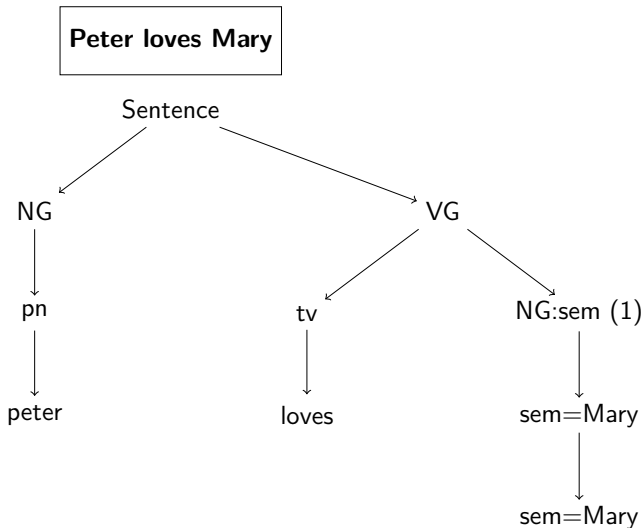 Peter loves Mary
Sentence
NG VG
pn tv NG:sem (1)
peter loves sem=Mary
sem=Mary